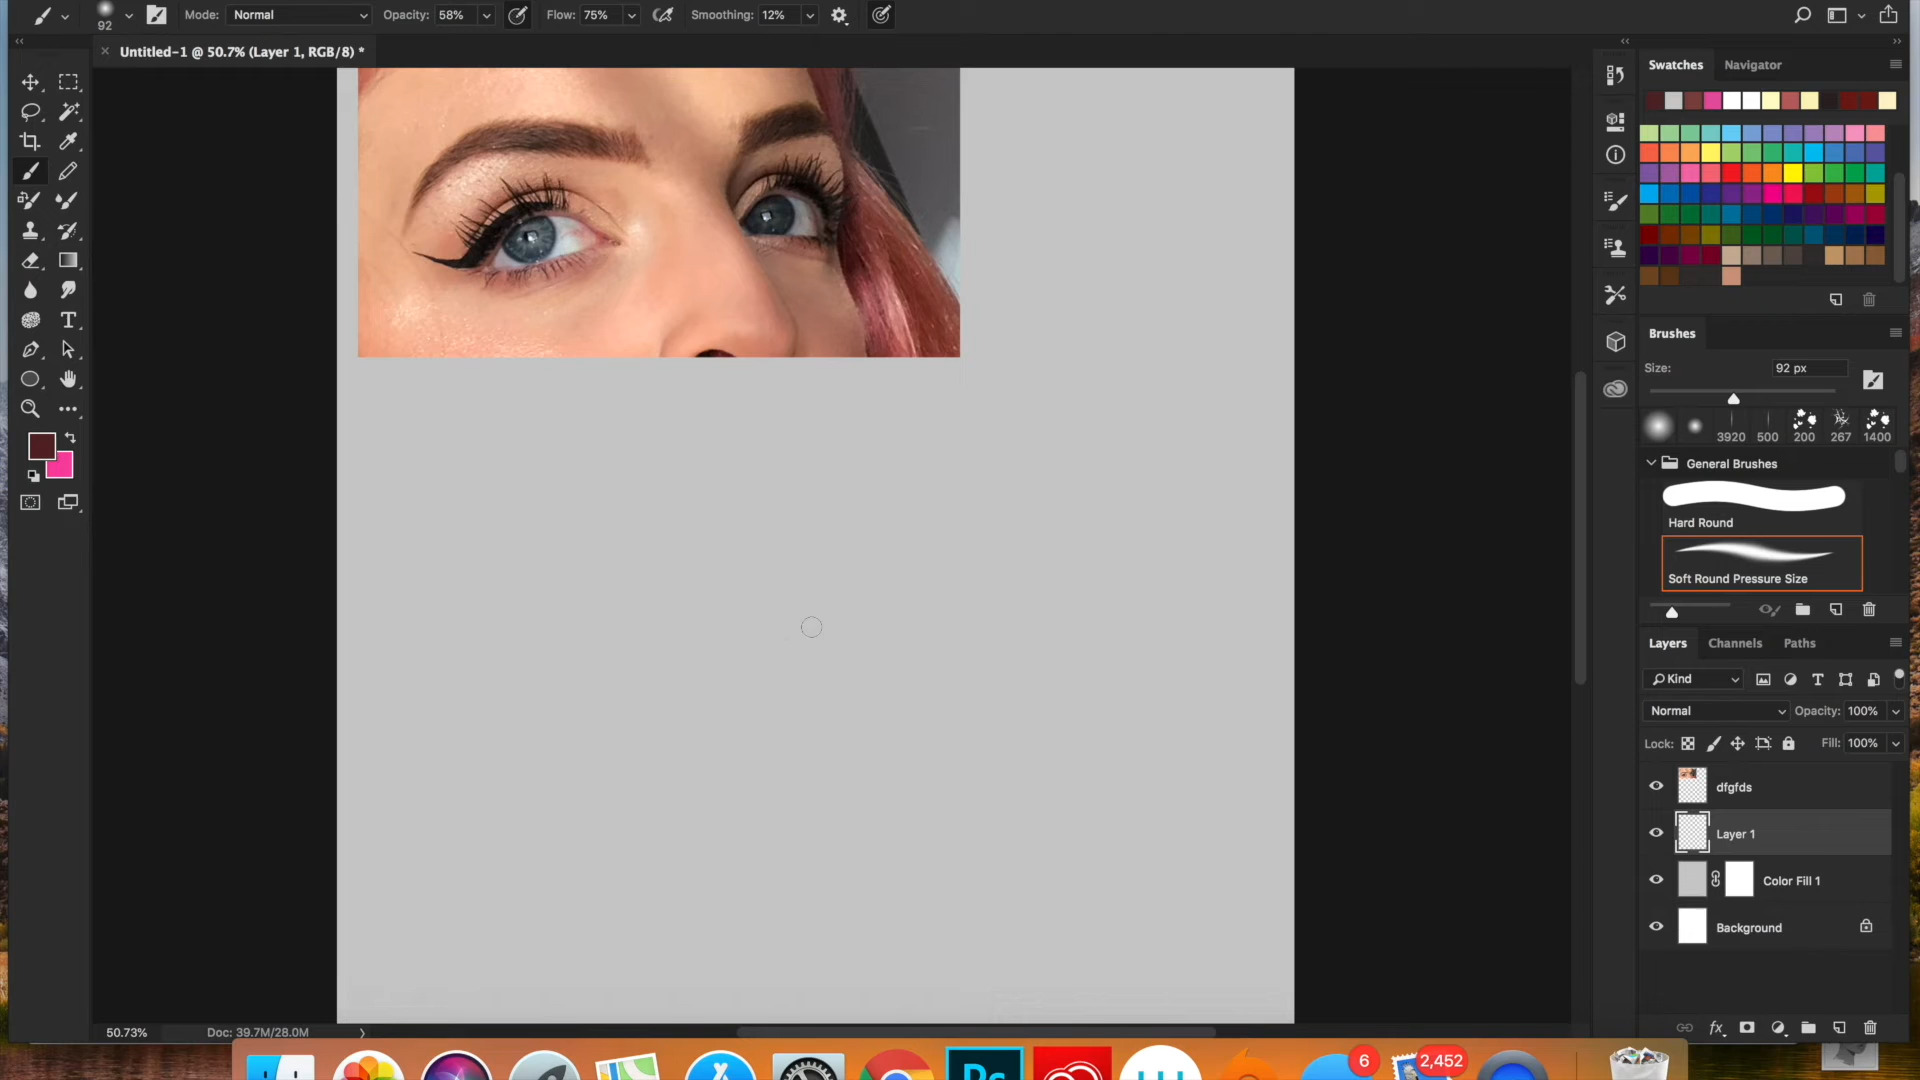 Mode: Normal Opacity: 58% Flow: 75% Smoothing: 12%
92
Untitled-1 @ 50.7% (Layer 1, RGB/8) *
Swatches Navigator
Brushes
Size: 92 px
3920 500 200 267 1400
General Brushes
Hard Round
Soft Round Pressure Size
Layers Channels Paths
Kind
Normal Opacity: 100%
Lock: Fill: 100%
dfgfds
Layer 1
Color Fill 1
Background
50.73% Doc: 39.7M/28.0M
Ps
6
2,452